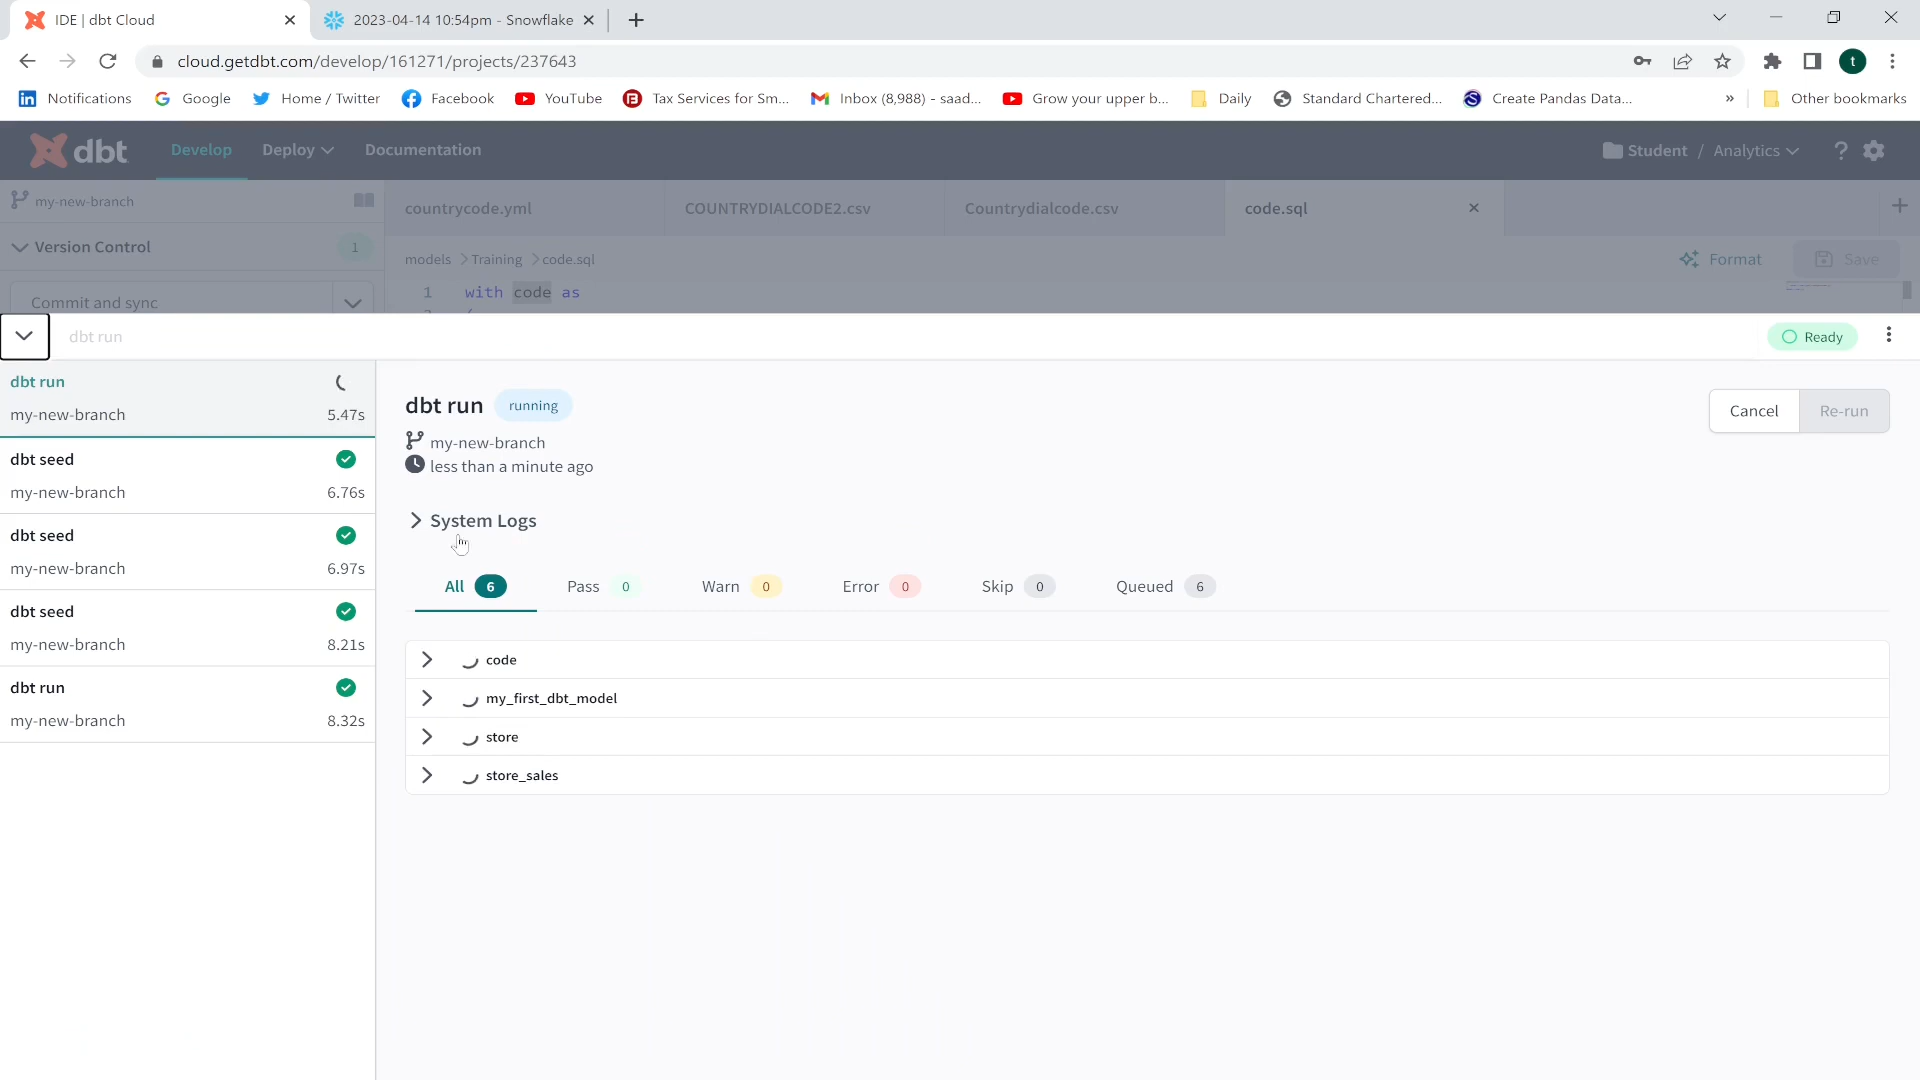 IDE | dbt Cloud
2023-04-14 10:54pm - Snowflake
cloud.getdbt.com/develop/161271/projects/237643
t
Notifications
Google
Home / Twitter
Facebook
YouTube
Tax Services for Sm...
Inbox (8,988) - saad...
Grow your upper b...
Daily
Standard Chartered...
Create Pandas Data...
»
Other bookmarks
dbt
Develop
Deploy
Documentation
Student / Analytics
?
my-new-branch
countrycode.yml
COUNTRYDIALCODE2.csv
Countrydialcode.csv
code.sql
Version Control
1
models > Training > code.sql
Format
Save
Commit and sync
1 with code as
dbt run
Ready
dbt run
my-new-branch 5.47s
dbt seed
my-new-branch 6.76s
dbt seed
my-new-branch 6.97s
dbt seed
my-new-branch 8.21s
dbt run
my-new-branch 8.32s
dbt run running
Cancel Re-run
my-new-branch
less than a minute ago
System Logs
All 6 Pass 0 Warn 0 Error 0 Skip 0 Queued 6
code
my_first_dbt_model
store
store_sales